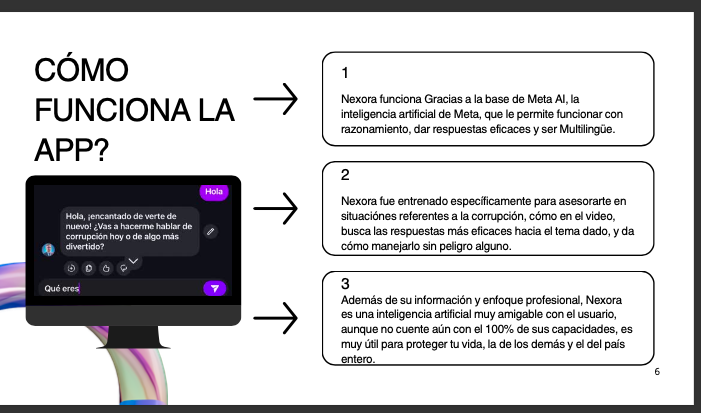 CÓMO
FUNCIONA LA
APP?
Hola
Hola, ¡encantado de verte de
nuevo! ¿Vas a hacerme hablar de
corrupción hoy o de algo más
divertido?
Qué eres
1
Nexora funciona Gracias a la base de Meta AI, la
inteligencia artificial de Meta, que le permite funcionar con
razonamiento, dar respuestas eficaces y ser Multilingüe.
2
Nexora fue entrenado específicamente para asesorarte en
situaciónes referentes a la corrupción, cómo en el video,
busca las respuestas más eficaces hacia el tema dado, y da
cómo manejarlo sin peligro alguno.
3
Además de su información y enfoque profesional, Nexora
es una inteligencia artificial muy amigable con el usuario,
aunque no cuente aún con el 100% de sus capacidades, es
muy útil para proteger tu vida, la de los demás y el del país
entero.
6